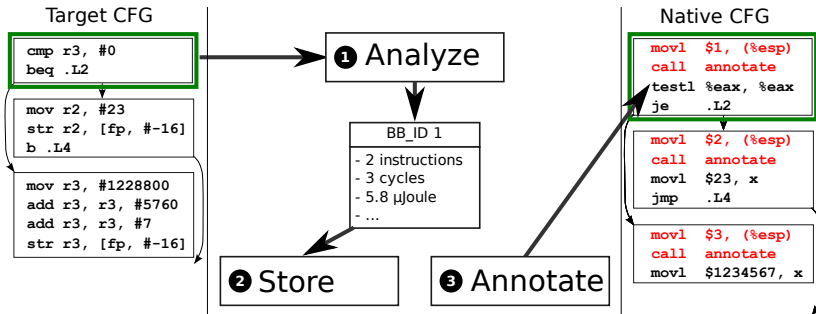 Target CFG
cmp r3, #0
beq .L2
mov r2, #23
str r2, [fp, #-16]
b .L4
mov r3, #1228800
add r3, r3, #5760
add r3, r3, #7
str r3, [fp, #-16]
1 Analyze
BB_ID 1
- 2 instructions
- 3 cycles
- 5.8 µJoule
- ...
2 Store
3 Annotate
Native CFG
movl $1, (%esp)
call annotate
testl %eax, %eax
je .L2
movl $2, (%esp)
call annotate
movl $23, x
jmp .L4
movl $3, (%esp)
call annotate
movl $1234567, x